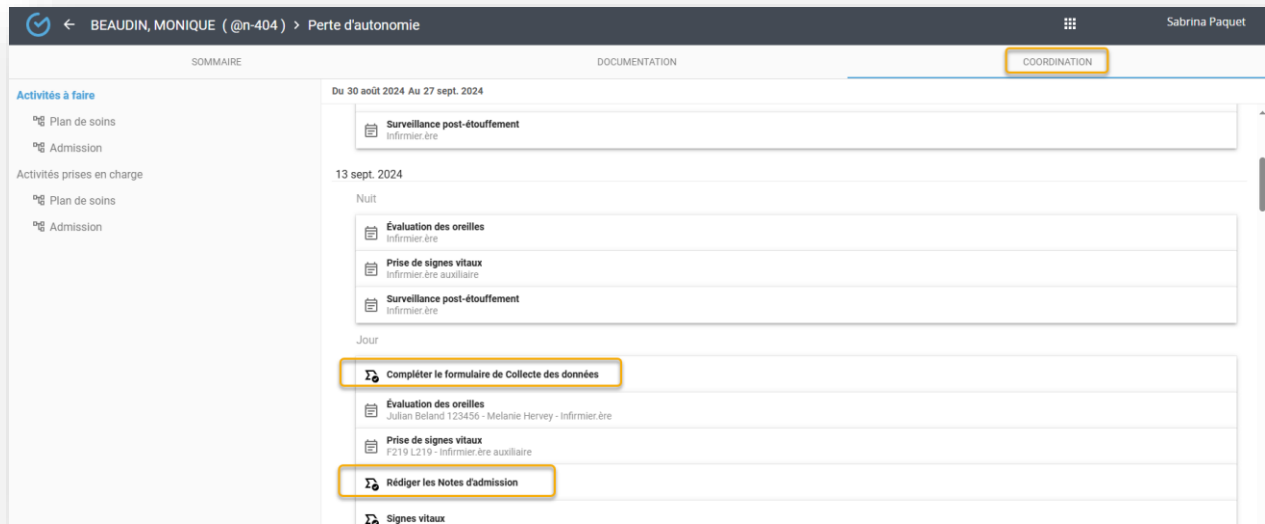 BEAUDIN, MONIQUE ( @n-404 ) > Perte d'autonomie
Sabrina Paquet
SOMMAIRE
DOCUMENTATION
COORDINATION
Activités à faire
Plan de soins
Admission
Activités prises en charge
Plan de soins
Admission
Du 30 août 2024 Au 27 sept. 2024
Surveillance post-étouffement
Infirmier.ère
13 sept. 2024
Nuit
Évaluation des oreilles
Infirmier.ère
Prise de signes vitaux
Infirmier.ère auxiliaire
Surveillance post-étouffement
Infirmier.ère
Jour
Compléter le formulaire de Collecte des données
Évaluation des oreilles
Julian Beland 123456 - Melanie Hervey - Infirmier.ère
Prise de signes vitaux
F219 L219 - Infirmier.ère auxiliaire
Rédiger les Notes d'admission
Signes vitaux